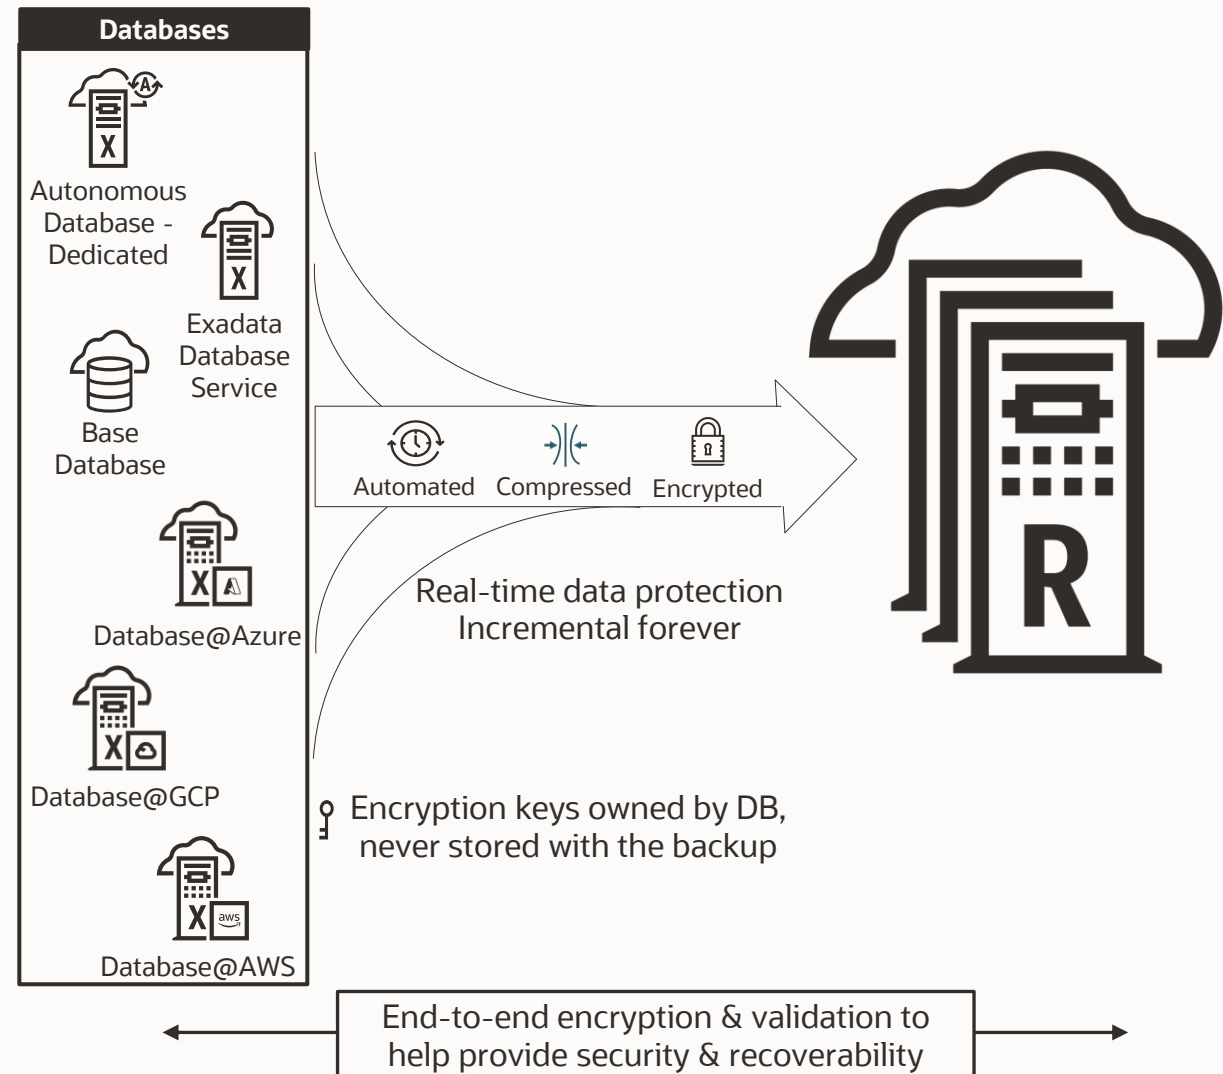 Databases
A
X
Autonomous
Database -
Dedicated
X
Exadata
Database
Service
Base
Database
X
Database@Azure
X
Database@GCP
X
aws
Database@AWS
Automated
Compressed
Encrypted
Real-time data protection
Incremental forever
Encryption keys owned by DB,
never stored with the backup
R
End-to-end encryption & validation to
help provide security & recoverability